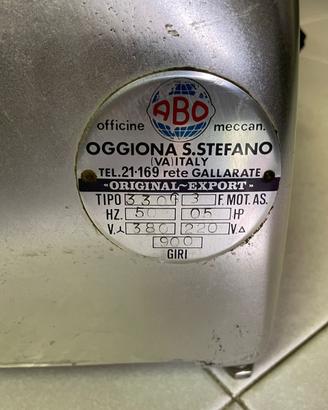 ABO
officine meccan.
OGGIONA S.STEFANO
(VA)ITALY
TEL.21-169 rete GALLARATE
-ORIGINAL~EXPORT-
TIPO 330G 3 F.MOT.AS.
HZ. 50 05 HP
V.⅄ 380 220 V.△
900
GIRI